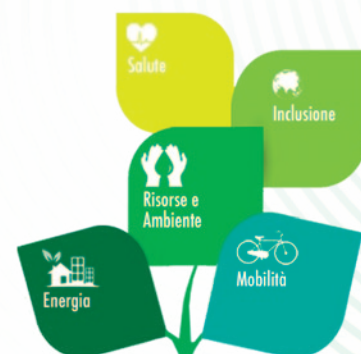 Salute
Inclusione
Risorse e
Ambiente
Energia
Mobilità